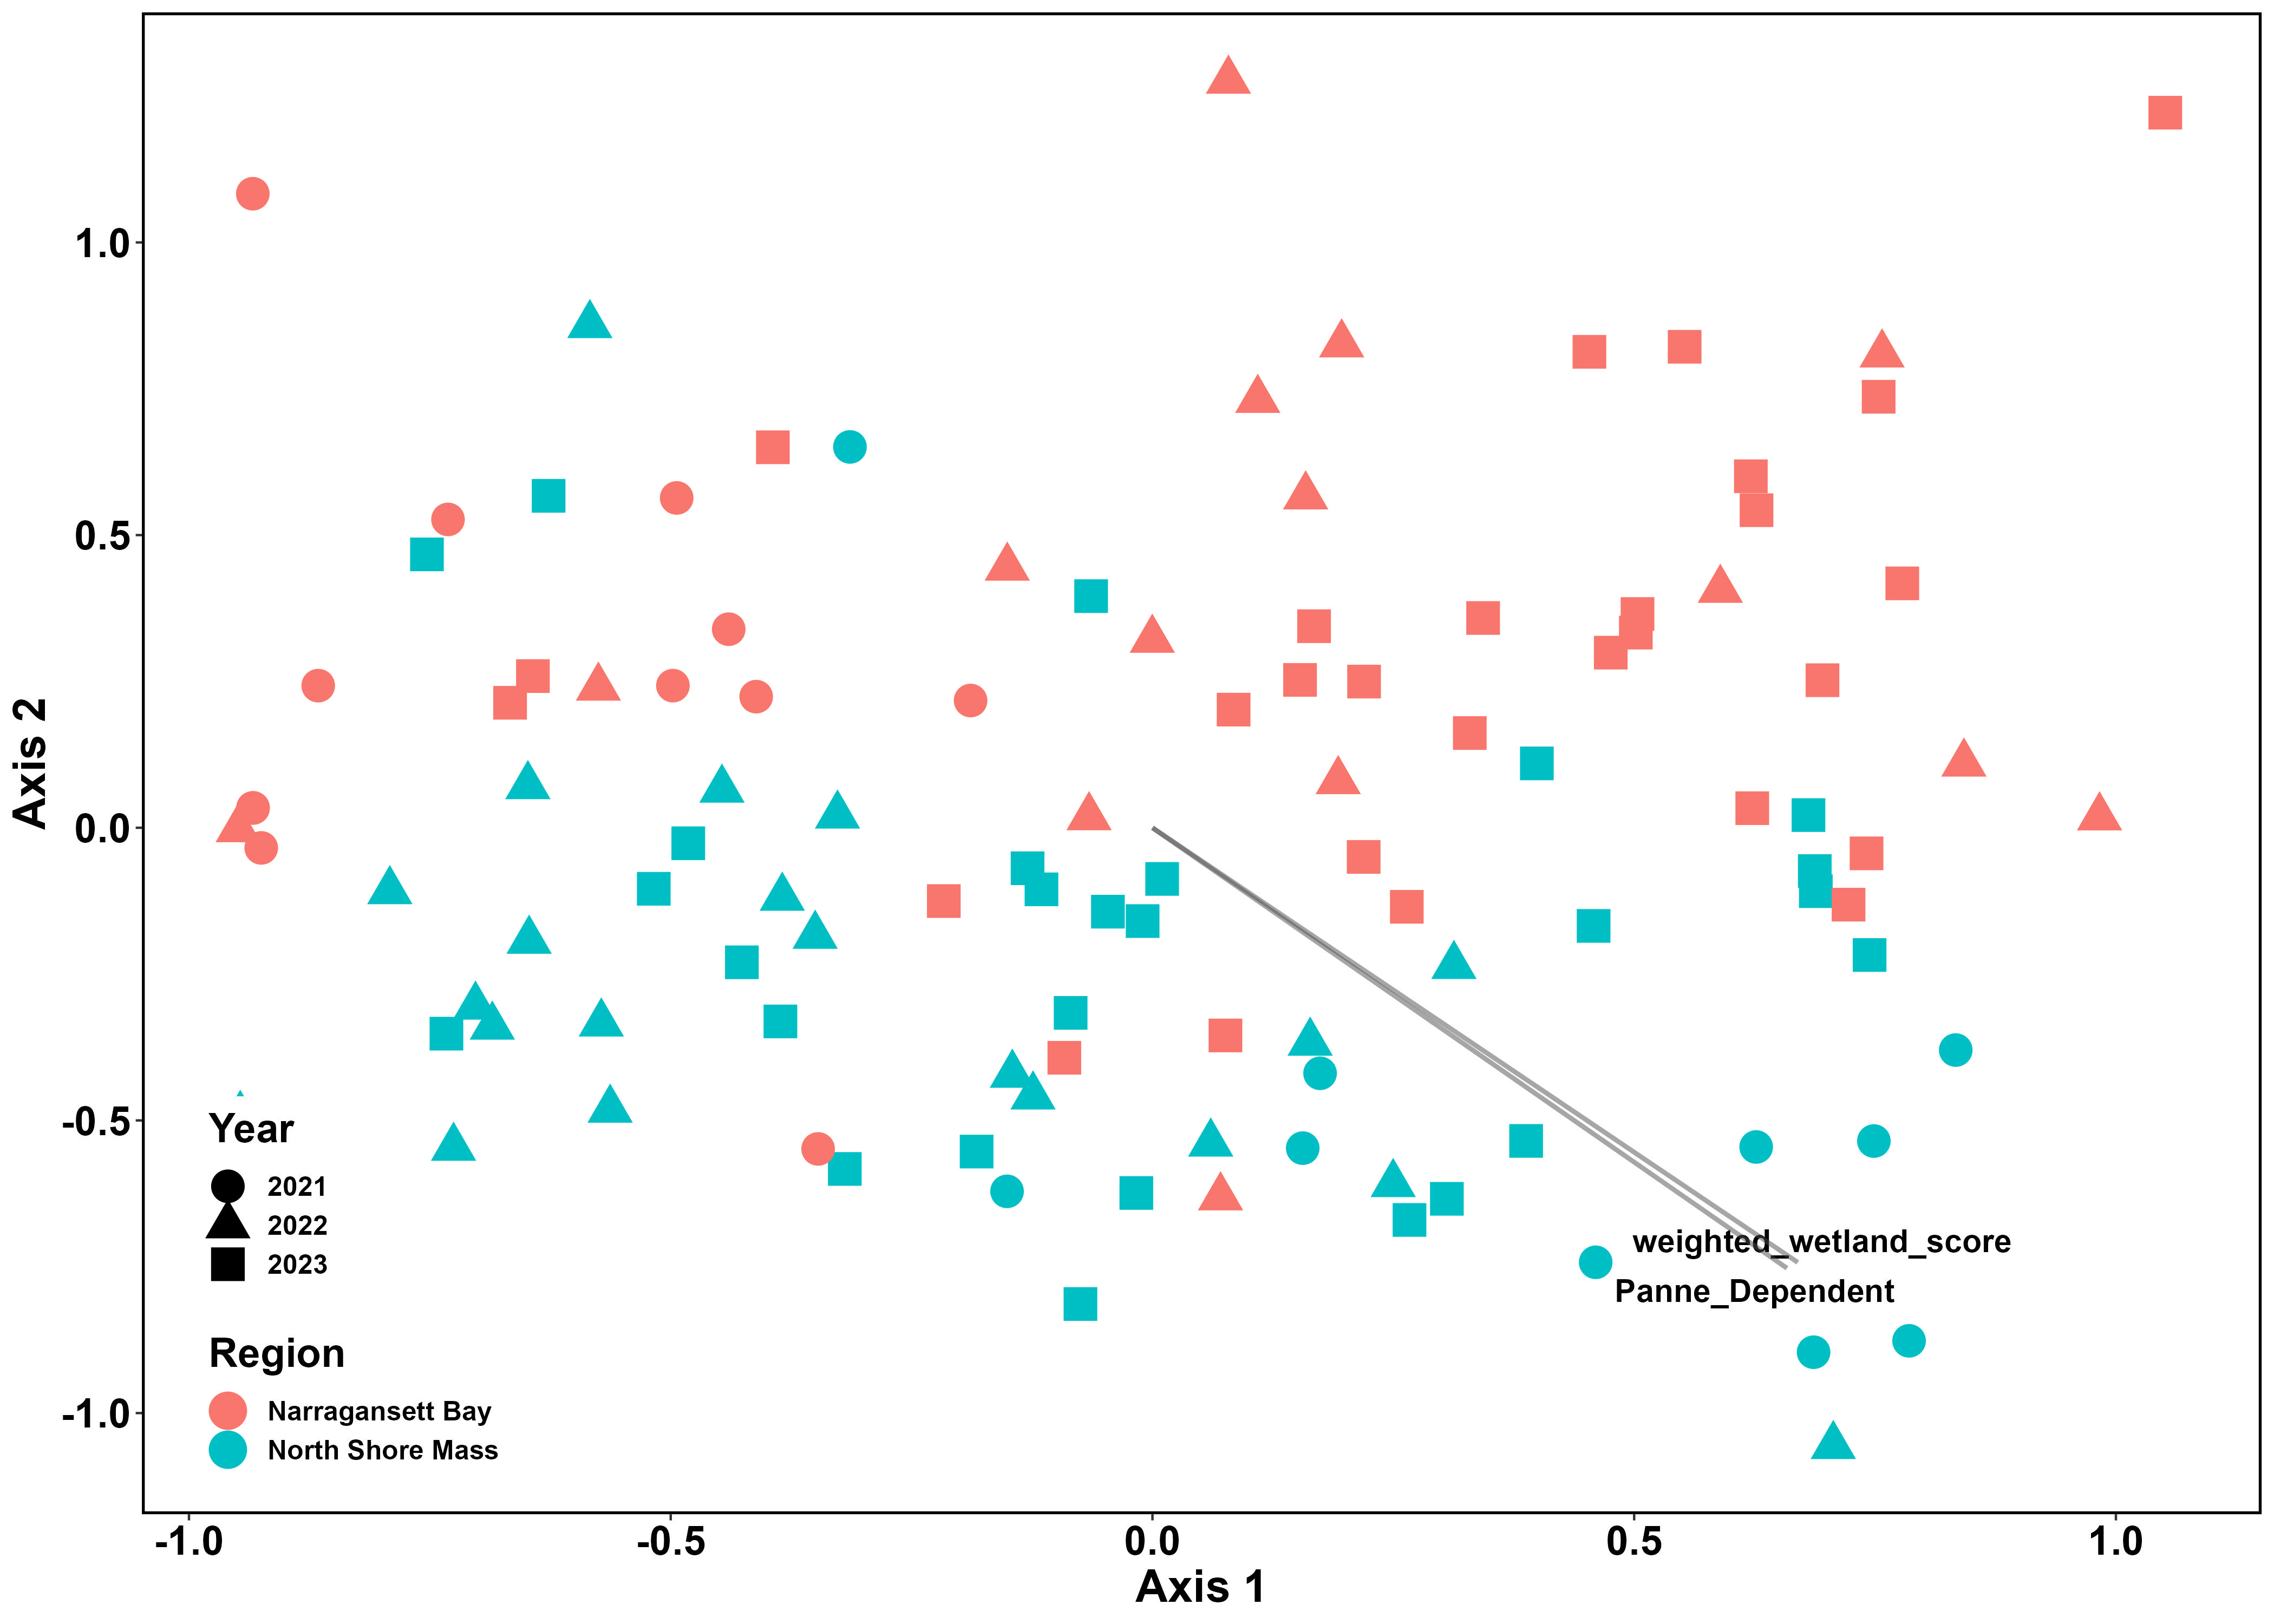 1.0
0.5
0.0
-0.5
-1.0
Axis 2
Year
2021
2022
2023
Region
Narragansett Bay
North Shore Mass
weighted_wetland_score
Panne_Dependent
-1.0 -0.5 0.0 0.5 1.0
Axis 1